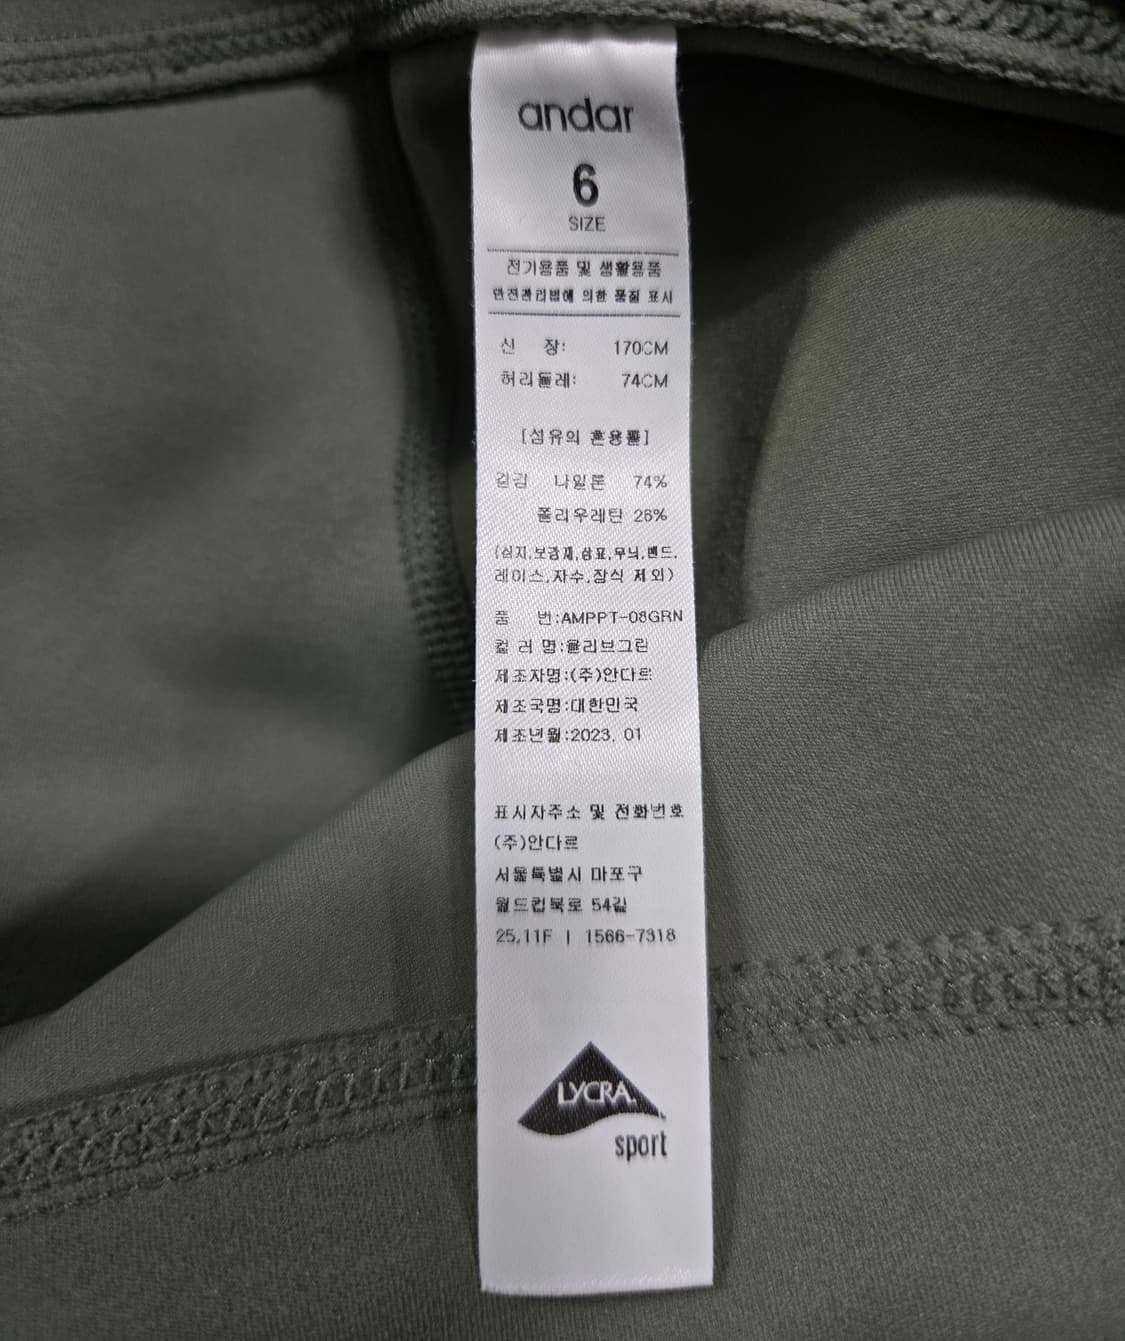 andar
6
SIZE
전기용품 및 생활용품
안전관리법에 의한 품질 표시
신 장: 170CM
허리둘레: 74CM
[섬유의 혼용률]
겉감 나일론 74%
폴리우레탄 26%
(심지,보강재,상표,무늬,밴드,
레이스,자수,장식 제외)
품 번:AMPPT-08GRN
컬 러 명:올리브그린
제조자명:(주)안다르
제조국명:대한민국
제조년월:2023. 01
표시자주소 및 전화번호
(주)안다르
서울특별시 마포구
월드컵북로 54길
25,11F | 1566-7318
LYCRA
sport